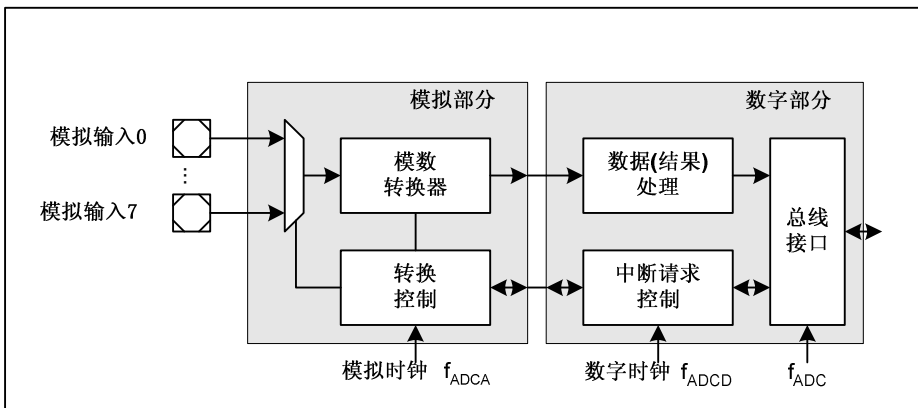 模拟部分
数字部分
模拟输入0
...
模拟输入7
模数
转换器
数据(结果)
处理
总线
接口
转换
控制
中断请求
控制
模拟时钟 fADCA
数字时钟 fADCD
fADC